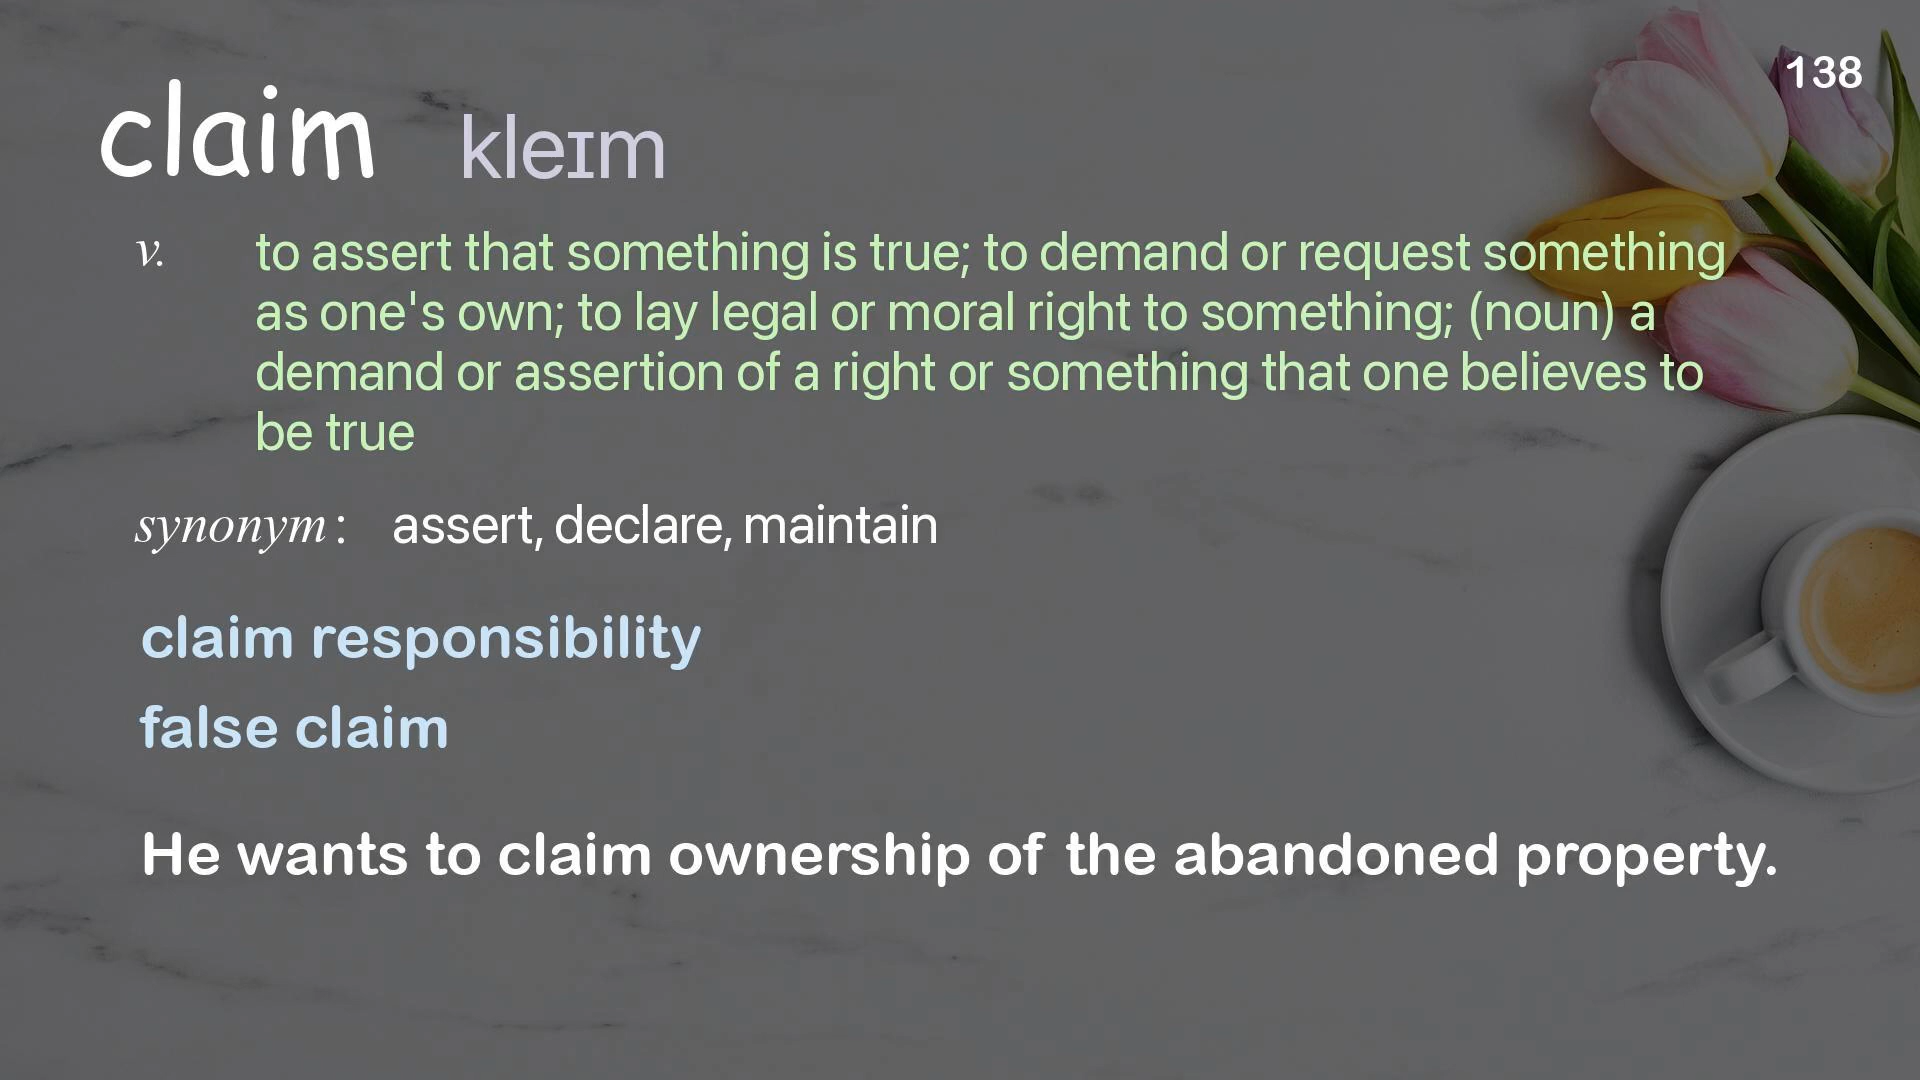 138
claim kleɪm
v. to assert that something is true; to demand or request something
as one's own; to lay legal or moral right to something; (noun) a
demand or assertion of a right or something that one believes to
be true
synonym: assert, declare, maintain
claim responsibility
false claim
He wants to claim ownership of the abandoned property.